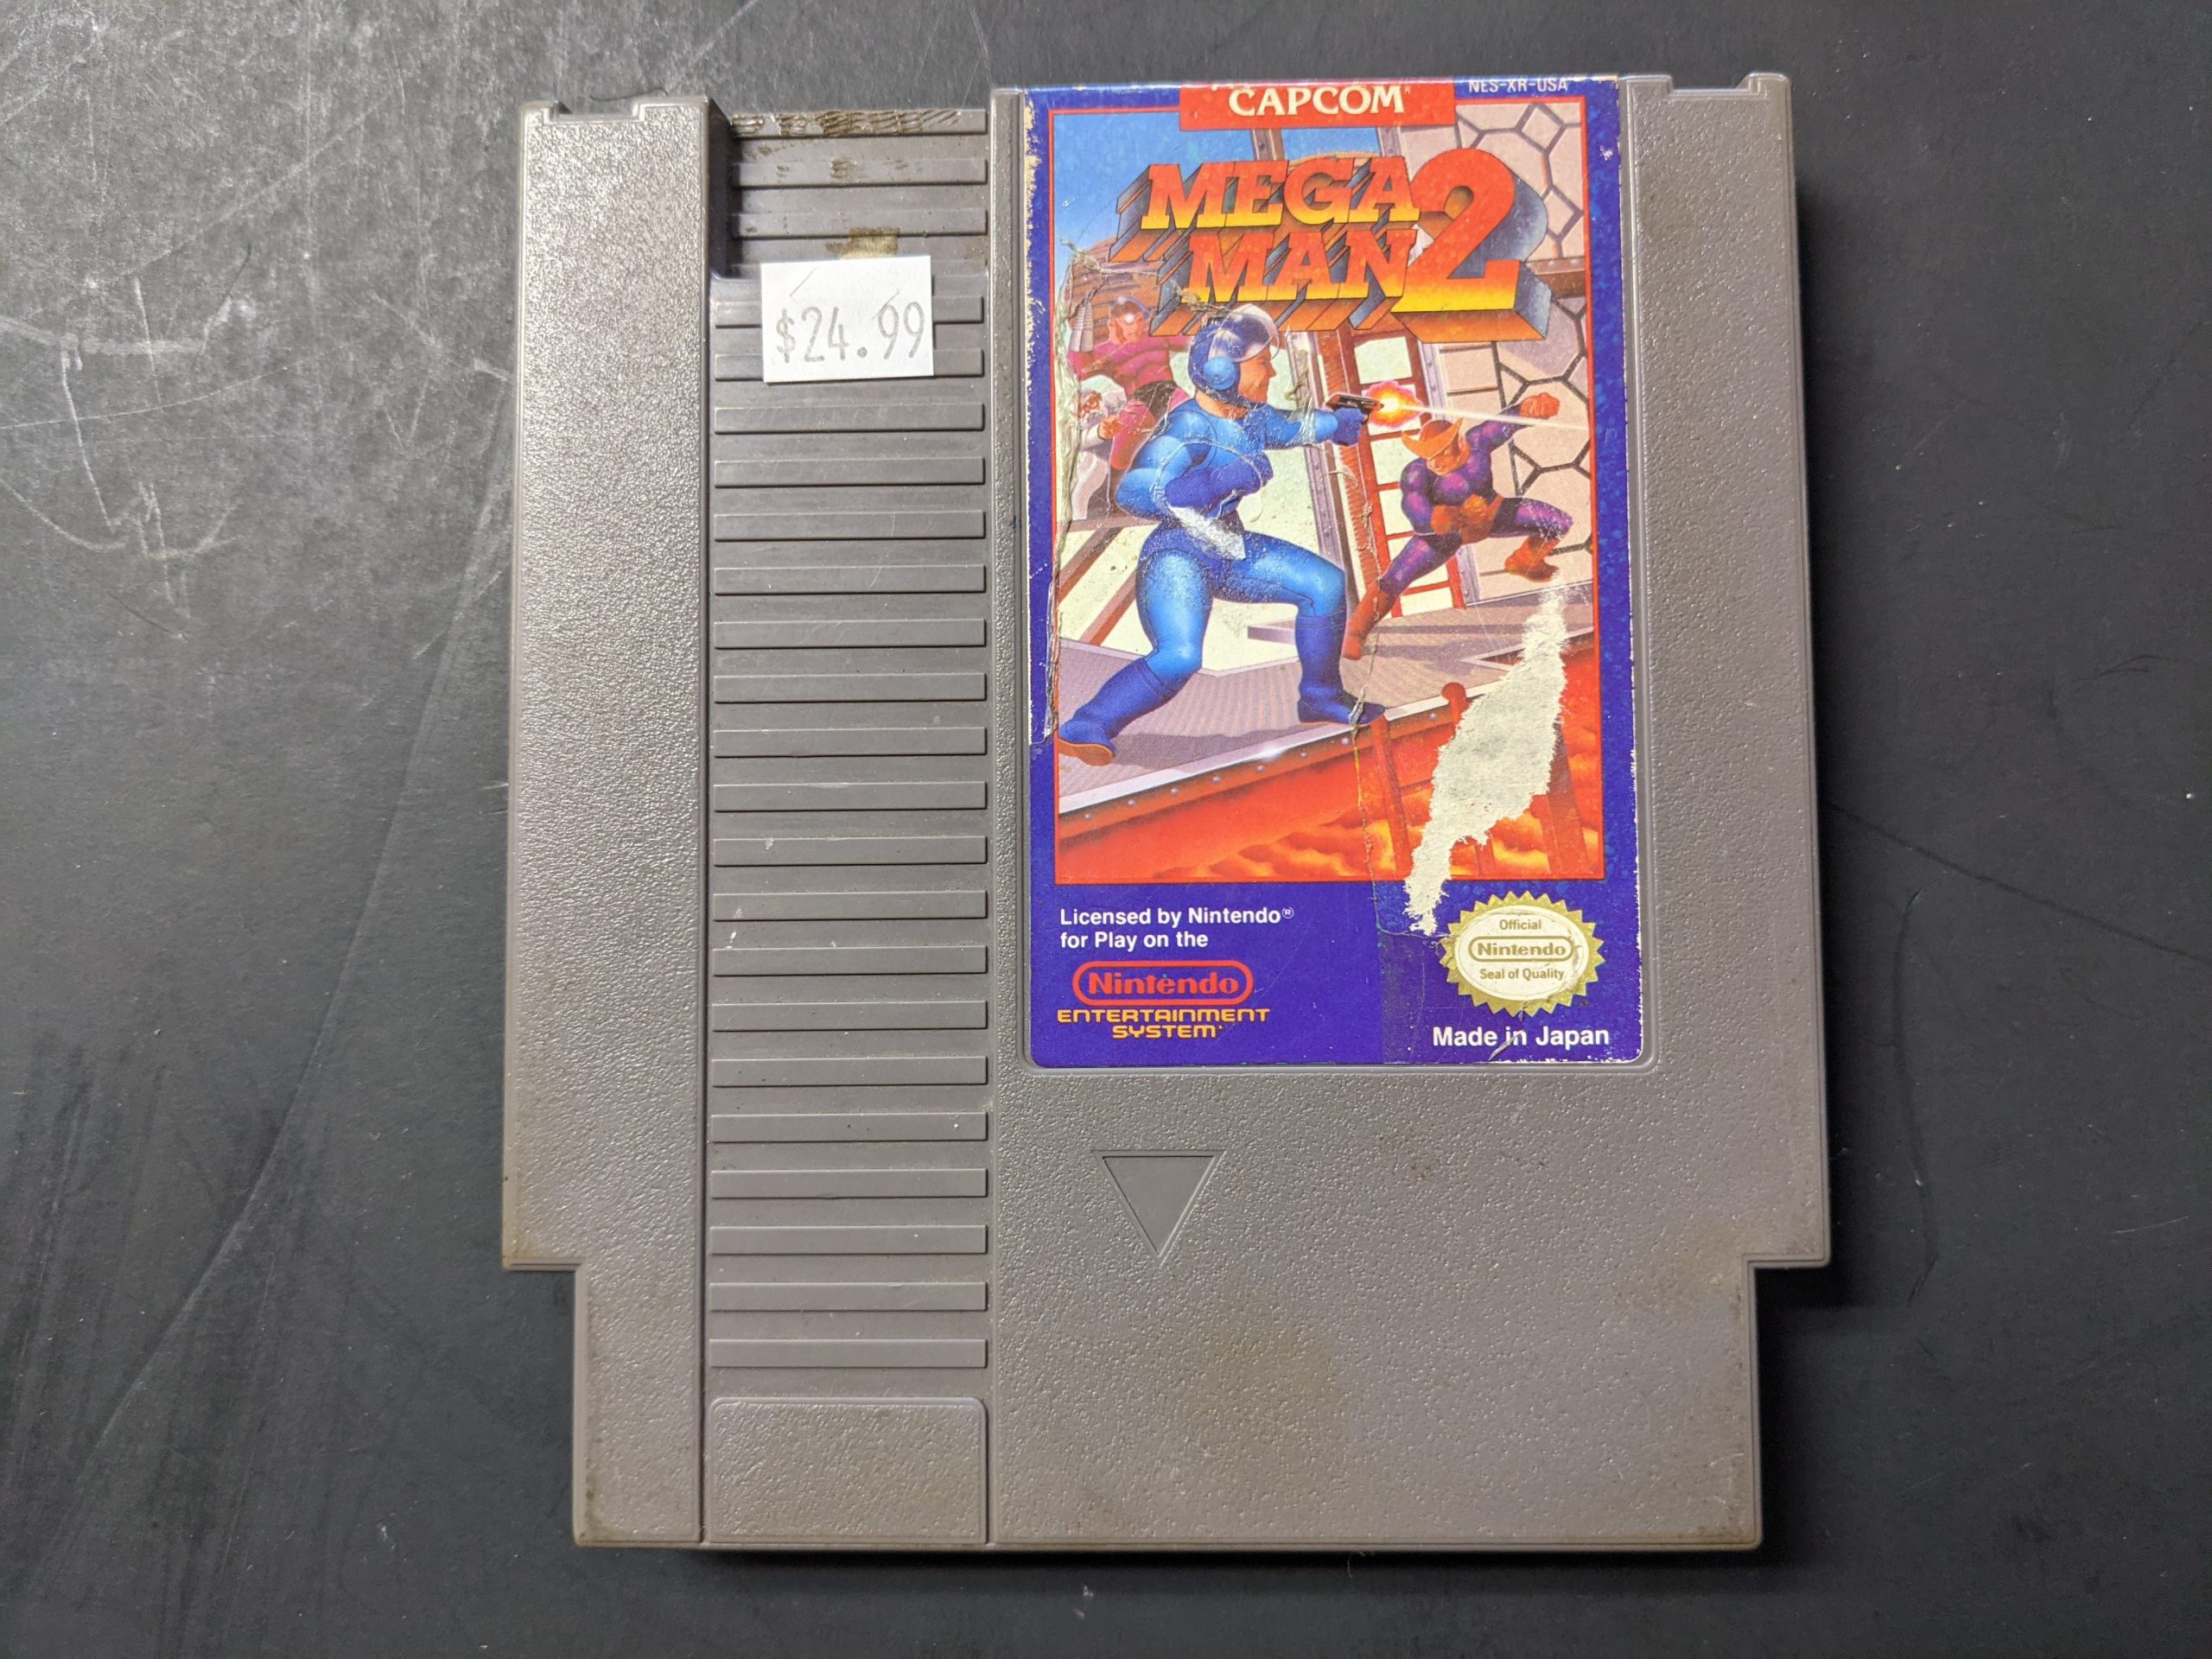 CAPCOM
NES-XR-USA
MEGA
MAN 2
$24.99
Licensed by Nintendo®
for Play on the
Nintendo
ENTERTAINMENT
SYSTEM
Official
Nintendo
Seal of Quality
Made in Japan